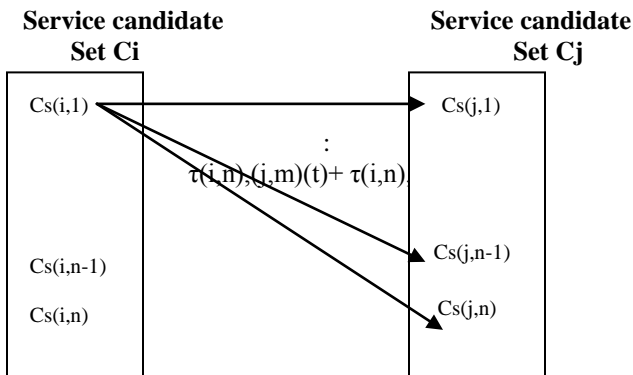 Service candidate Set Ci
Service candidate Set Cj
Cs(i,1)
Cs(j,1)
:
τ(i,n),(j,m)(t)+ τ(i,n),
Cs(i,n-1)
Cs(j,n-1)
Cs(i,n)
Cs(j,n)